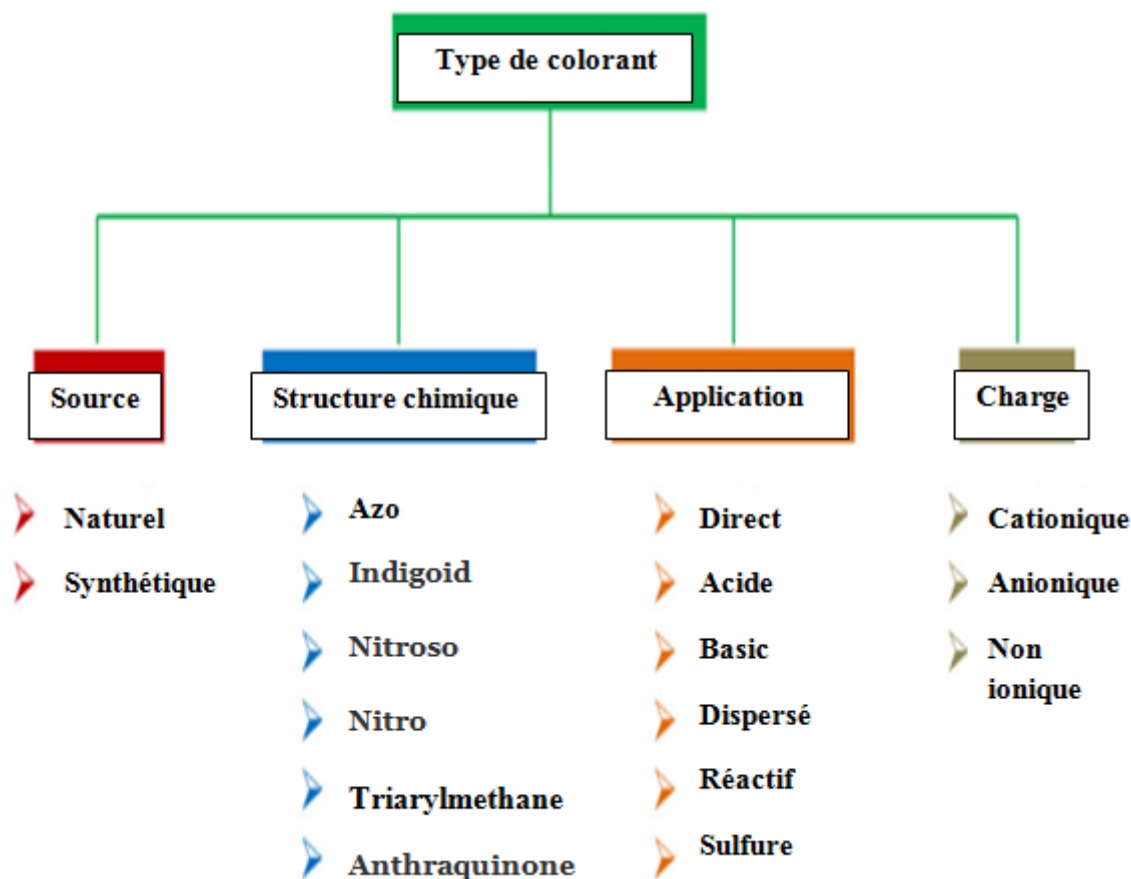 Type de colorant
Source
Structure chimique
Application
Charge
Naturel
Synthétique
Azo
Indigoid
Nitroso
Nitro
Triarylmethane
Anthraquinone
Direct
Acide
Basic
Dispersé
Réactif
Sulfure
Cationique
Anionique
Non
ionique